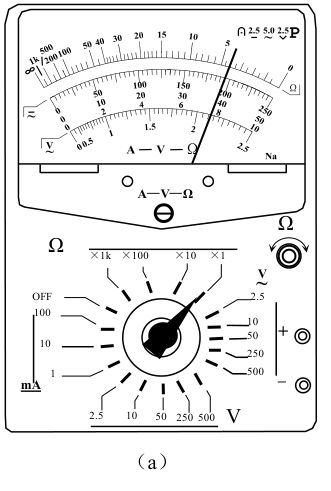 ∞ 1k 500 200 100 50 40 30 20 15 10 5 0 Ω
∩ 2.5 5.0 2.5 P
0 50 100 150 200 250
0 10 20 30 40 50
0 2 4 6 8 10
0 0.5 1 1.5 2 2.5
A — V — Ω
Na
A—V—Ω
Ω Ω
×1k ×100 ×10 ×1
V
OFF 2.5
100 10
+
10 50
250
1 500
mA −
2.5 10 50 250 500 V
(a)